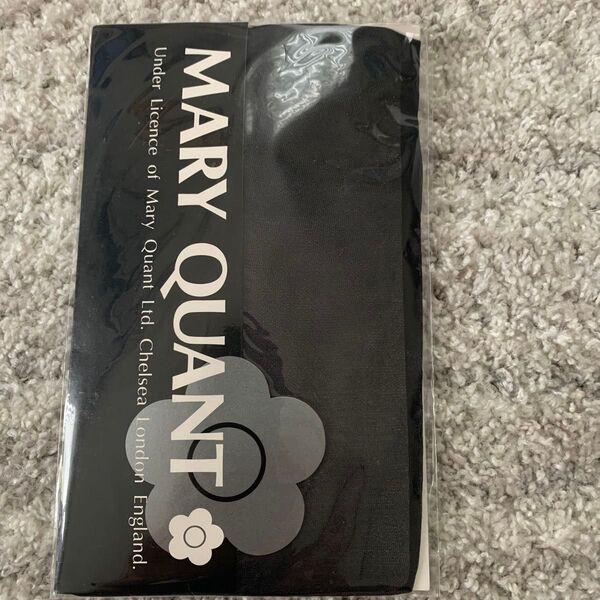 MARY QUANT
Under Licence of Mary Quant Ltd. Chelsea London England.